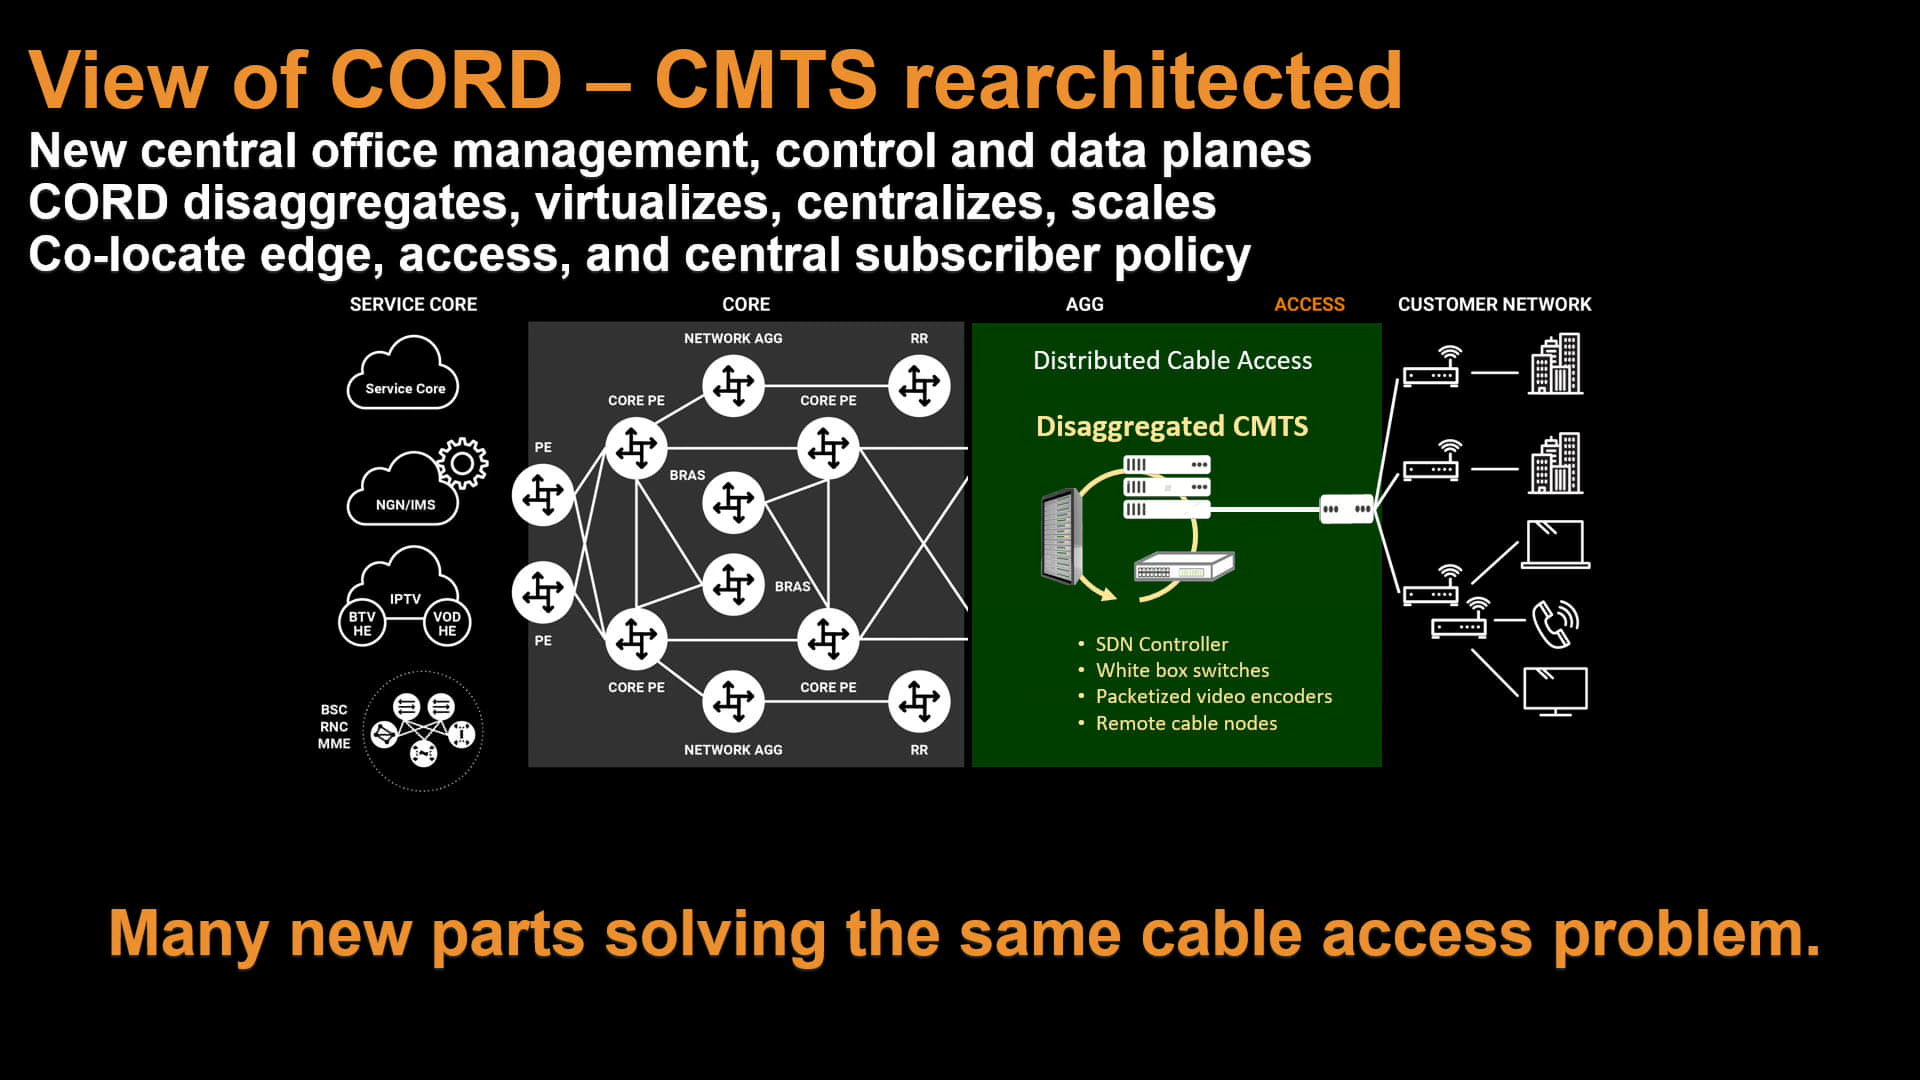 View of CORD – CMTS rearchitected
New central office management, control and data planes
CORD disaggregates, virtualizes, centralizes, scales
Co-locate edge, access, and central subscriber policy
SERVICE CORE
CORE
AGG
ACCESS
CUSTOMER NETWORK
Service Core
NGN/IMS
IPTV
BTV
HE
VOD
HE
BSC
RNC
MME
PE
PE
NETWORK AGG
RR
CORE PE
CORE PE
BRAS
BRAS
CORE PE
CORE PE
NETWORK AGG
RR
Distributed Cable Access
Disaggregated CMTS
• SDN Controller
• White box switches
• Packetized video encoders
• Remote cable nodes
Many new parts solving the same cable access problem.